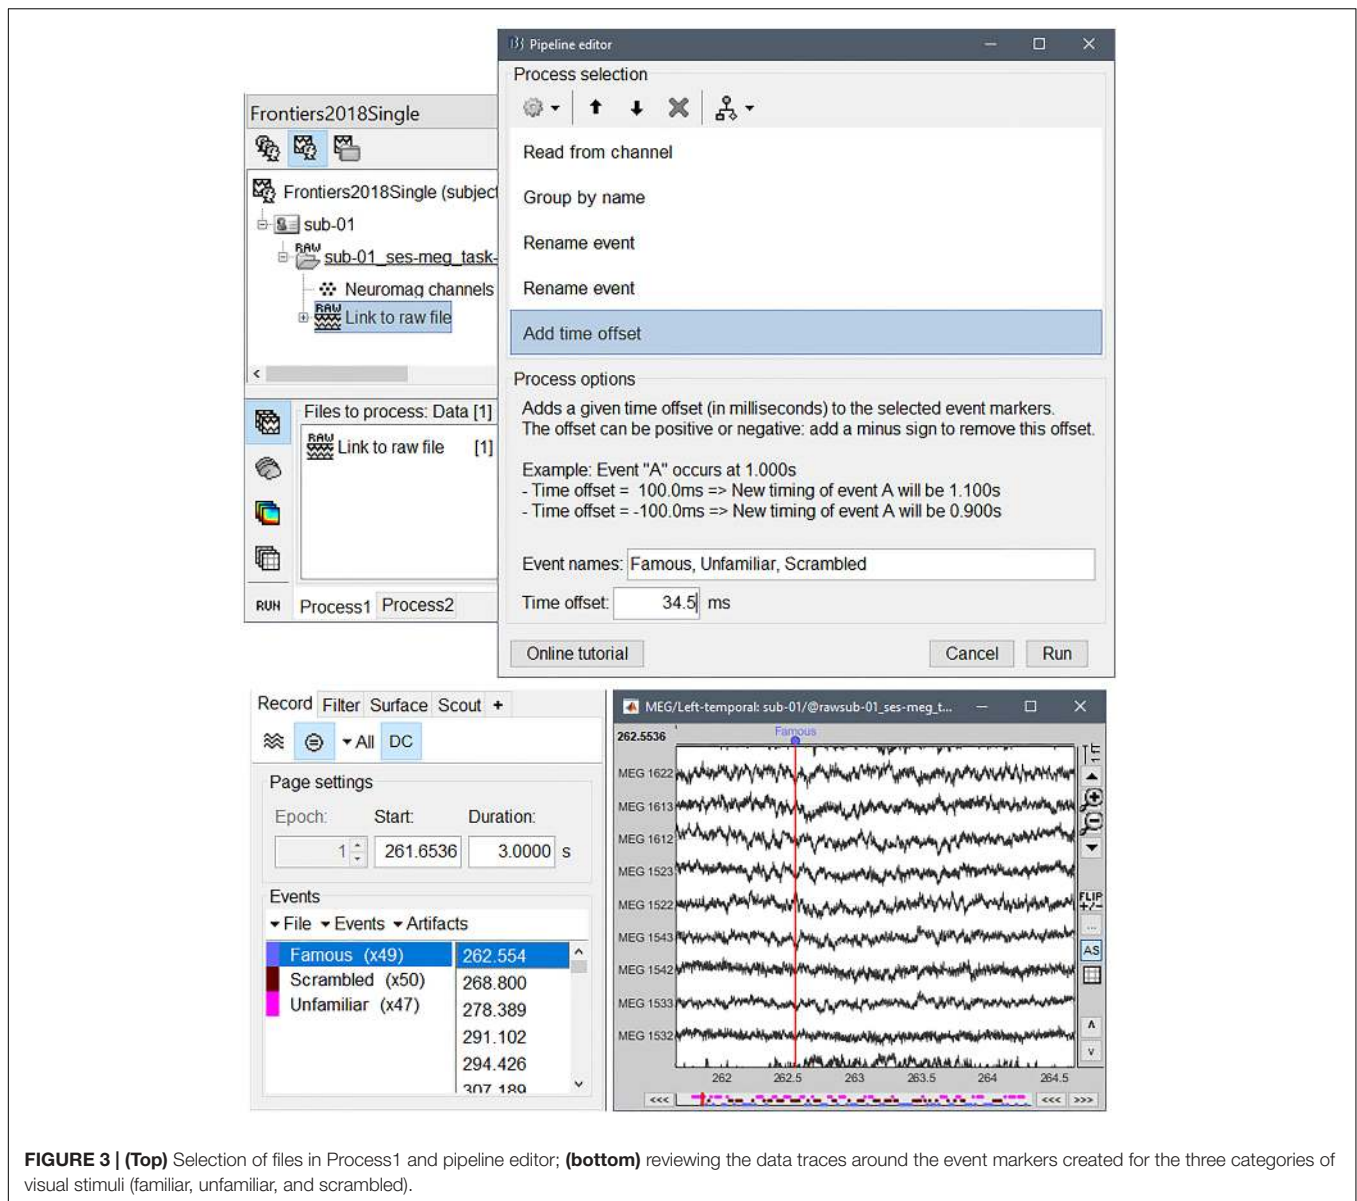 Pipeline editor
Process selection
Read from channel
Group by name
Rename event
Rename event
Add time offset
Process options
Adds a given time offset (in milliseconds) to the selected event markers.
The offset can be positive or negative: add a minus sign to remove this offset.
Example: Event "A" occurs at 1.000s
- Time offset = 100.0ms => New timing of event A will be 1.100s
- Time offset = -100.0ms => New timing of event A will be 0.900s
Event names: Famous, Unfamiliar, Scrambled
Time offset: 34.5 ms
Online tutorial Cancel Run
Frontiers2018Single
Frontiers2018Single (subject
sub-01
RAW
sub-01_ses-meg_task-
Neuromag channels
RAW
Link to raw file
<
Files to process: Data [1]
RAW
Link to raw file [1]
RUN Process1 Process2
Record Filter Surface Scout +
All DC
Page settings
Epoch: Start: Duration:
1 261.6536 3.0000 s
Events
File Events Artifacts
Famous (x49) 262.554
Scrambled (x50) 268.800
Unfamiliar (x47) 278.389
291.102
294.426
307.189
MEG/Left-temporal: sub-01/@rawsub-01_ses-meg_t...
262.5536 Famous
MEG 1622
MEG 1613
MEG 1612
MEG 1523
MEG 1522
MEG 1543
MEG 1542
MEG 1533
MEG 1532
262 262.5 263 263.5 264 264.5
<<< <<< >>>
FLIP
+/-
...
AS
FIGURE 3 | (Top) Selection of files in Process1 and pipeline editor; (bottom) reviewing the data traces around the event markers created for the three categories of
visual stimuli (familiar, unfamiliar, and scrambled).